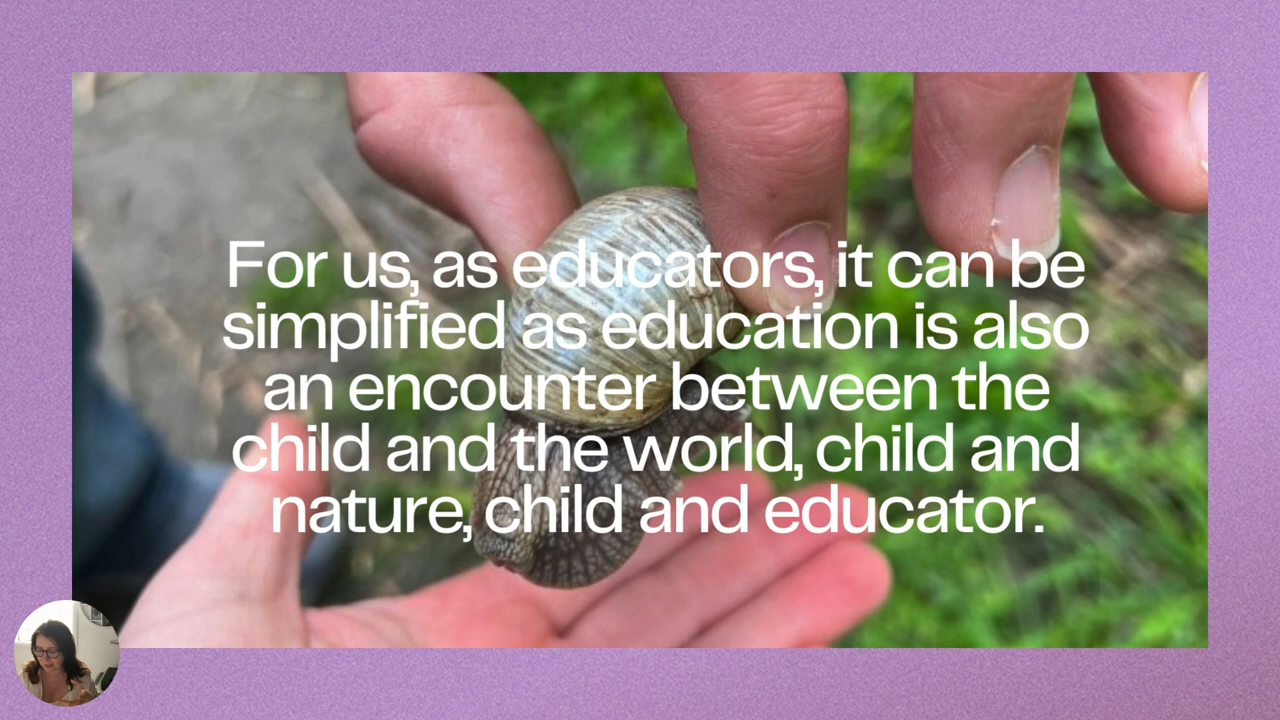 For us, as educators, it can be
simplified as education is also
an encounter between the
child and the world, child and
nature, child and educator.